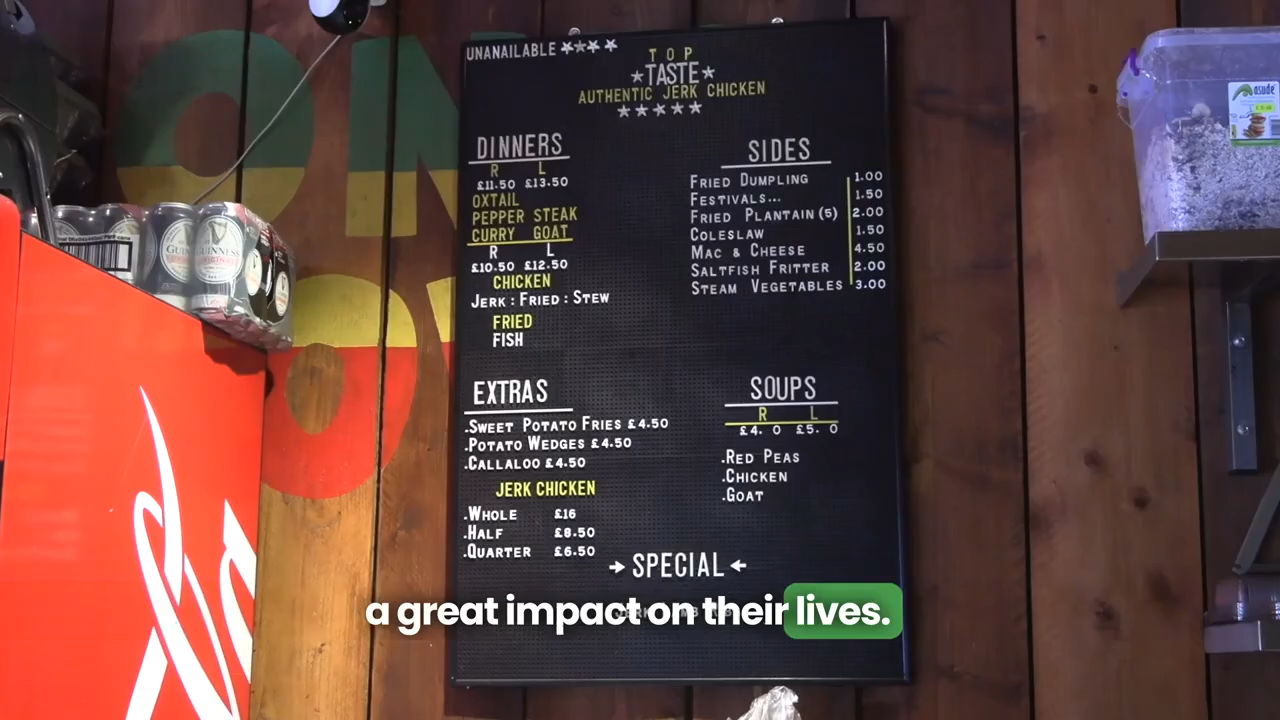 UNANAILABLE
TOP
TASTE
AUTHENTIC JERK CHICKEN
DINNERS
R L
£11.50 £13.50
OXTAIL
PEPPER STEAK
CURRY GOAT
R L
£10.50 £12.50
CHICKEN
JERK : FRIED : STEW
FRIED
FISH
SIDES
FRIED DUMPLING 1.00
FESTIVALS... 1.50
FRIED PLANTAIN (5) 2.00
COLESLAW 1.50
MAC & CHEESE 4.50
SALTFISH FRITTER 2.00
STEAM VEGETABLES 3.00
EXTRAS
.SWEET POTATO FRIES £4.50
.POTATO WEDGES £4.50
.CALLALOO £4.50
JERK CHICKEN
.WHOLE £16
.HALF £8.50
.QUARTER £6.50
SOUPS
R L
£4. 0 £5. 0
.RED PEAS
.CHICKEN
.GOAT
SPECIAL
a great impact on their lives.
GUINNESS
asude